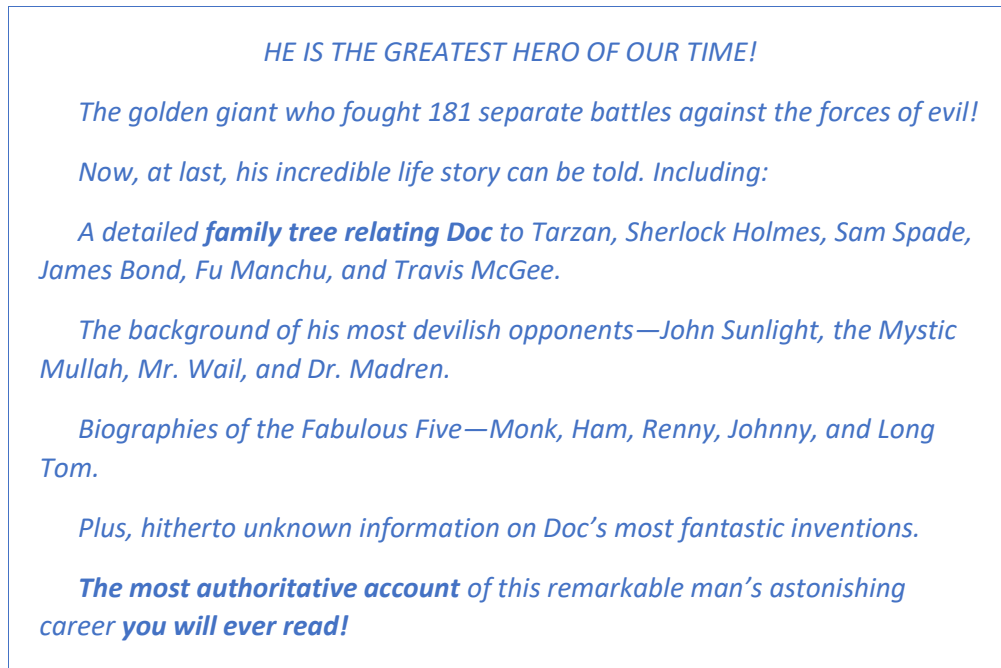 HE IS THE GREATEST HERO OF OUR TIME!
The golden giant who fought 181 separate battles against the forces of evil!
Now, at last, his incredible life story can be told. Including:
A detailed family tree relating Doc to Tarzan, Sherlock Holmes, Sam Spade,
James Bond, Fu Manchu, and Travis McGee.
The background of his most devilish opponents—John Sunlight, the Mystic
Mullah, Mr. Wail, and Dr. Madren.
Biographies of the Fabulous Five—Monk, Ham, Renny, Johnny, and Long
Tom.
Plus, hitherto unknown information on Doc’s most fantastic inventions.
The most authoritative account of this remarkable man’s astonishing
career you will ever read!